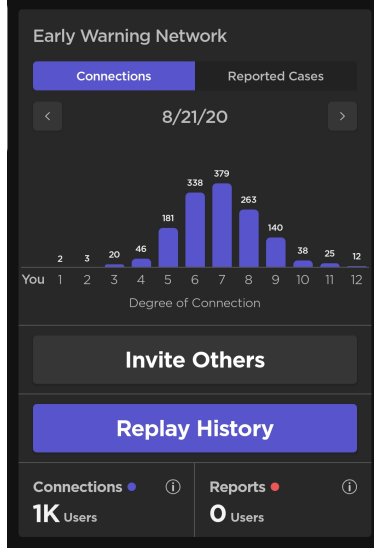 Early Warning Network
Connections Reported Cases
8/21/20
2 3 20 46 181 338 379 263 140 38 25 12
You 1 2 3 4 5 6 7 8 9 10 11 12
Degree of Connection
Invite Others
Replay History
Connections Reports
1K Users 0 Users